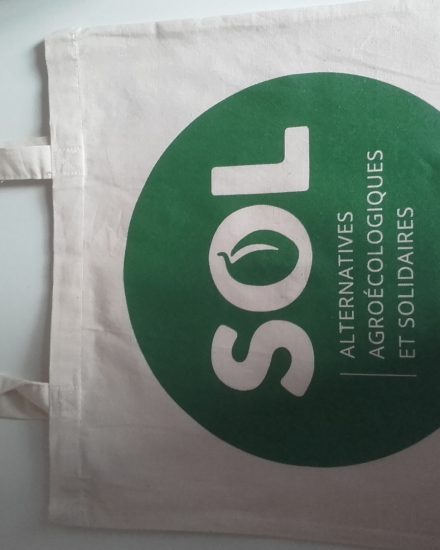 SOL
ALTERNATIVES
AGROÉCOLOGIQUES
ET SOLIDAIRES